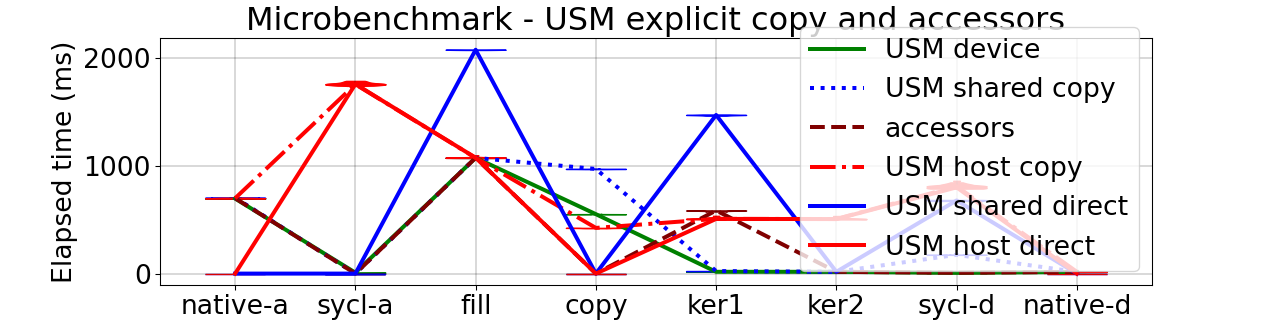 Microbenchmark - USM explicit copy and accessors
Elapsed time (ms)
2000
1000
0
USM device
USM shared copy
accessors
USM host copy
USM shared direct
USM host direct
native-a sycl-a fill copy ker1 ker2 sycl-d native-d